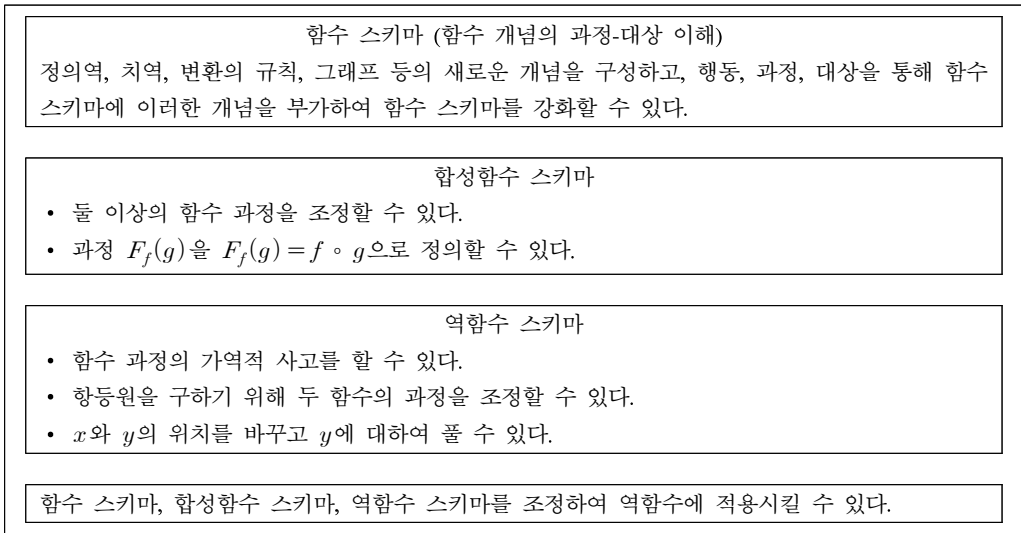 함수 스키마 (함수 개념의 과정-대상 이해)
정의역, 치역, 변환의 규칙, 그래프 등의 새로운 개념을 구성하고, 행동, 과정, 대상을 통해 함수
스키마에 이러한 개념을 부가하여 함수 스키마를 강화할 수 있다.
합성함수 스키마
• 둘 이상의 함수 과정을 조정할 수 있다.
• 과정 $F_f(g)$을 $F_f(g) = f \circ g$으로 정의할 수 있다.
역함수 스키마
• 함수 과정의 가역적 사고를 할 수 있다.
• 항등원을 구하기 위해 두 함수의 과정을 조정할 수 있다.
• $x$와 $y$의 위치를 바꾸고 $y$에 대하여 풀 수 있다.
함수 스키마, 합성함수 스키마, 역함수 스키마를 조정하여 역함수에 적용시킬 수 있다.